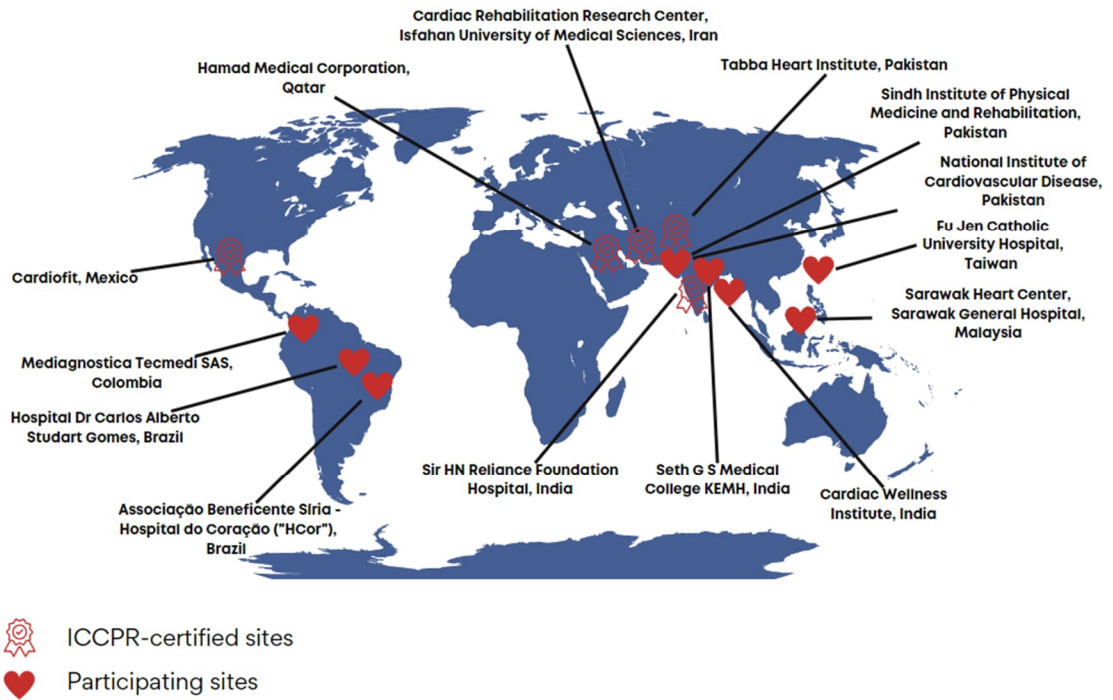 Cardiac Rehabilitation Research Center,
Isfahan University of Medical Sciences, Iran
Hamad Medical Corporation,
Qatar
Tabba Heart Institute, Pakistan
Sindh Institute of Physical
Medicine and Rehabilitation,
Pakistan
National Institute of
Cardiovascular Disease,
Pakistan
Fu Jen Catholic
University Hospital,
Taiwan
Cardiofit, Mexico
Sarawak Heart Center,
Sarawak General Hospital,
Malaysia
Mediagnostica Tecmedi SAS,
Colombia
Hospital Dr Carlos Alberto
Studart Gomes, Brazil
Sir HN Reliance Foundation
Hospital, India
Seth G S Medical
College KEMH, India
Cardiac Wellness
Institute, India
Associação Beneficente Síria -
Hospital do Coração ("HCor"),
Brazil
ICCPR-certified sites
Participating sites